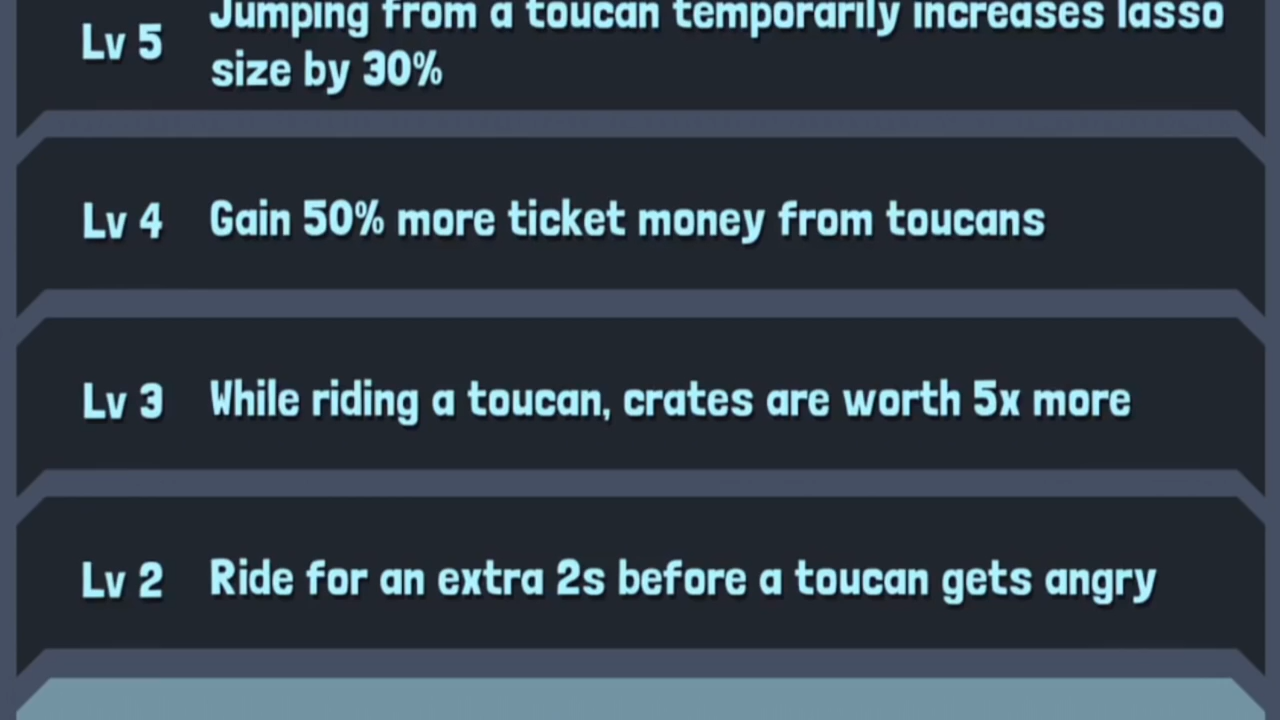 Jumping from a toucan temporarily increases lasso
Lv 5
size by 30%
Lv 4 Gain 50% more ticket money from toucans
Lv 3 While riding a toucan, crates are worth 5x more
Lv 2 Ride for an extra 2s before a toucan gets angry